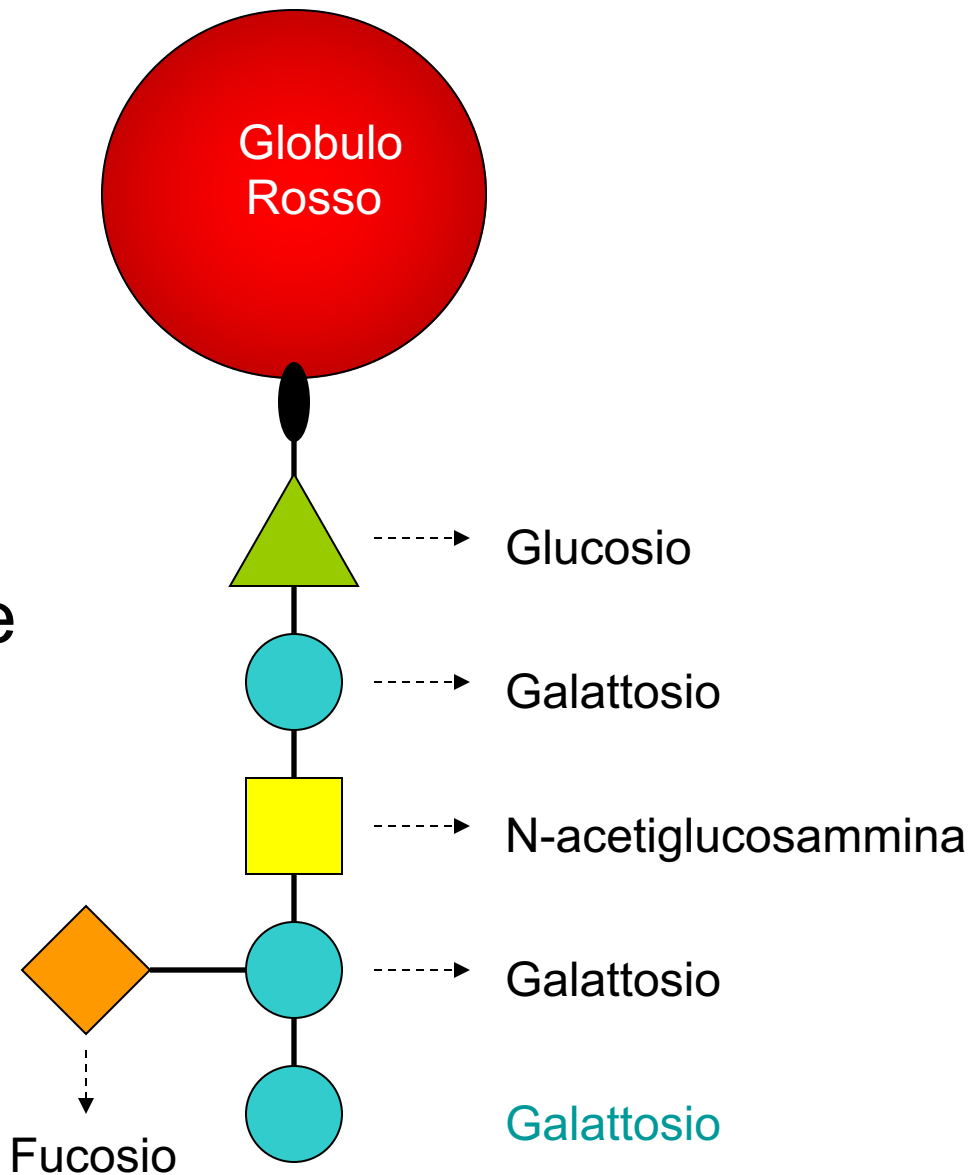 Globulo
Rosso
Glucosio
e
Galattosio
N-acetiglucosammina
Galattosio
Galattosio
Fucosio